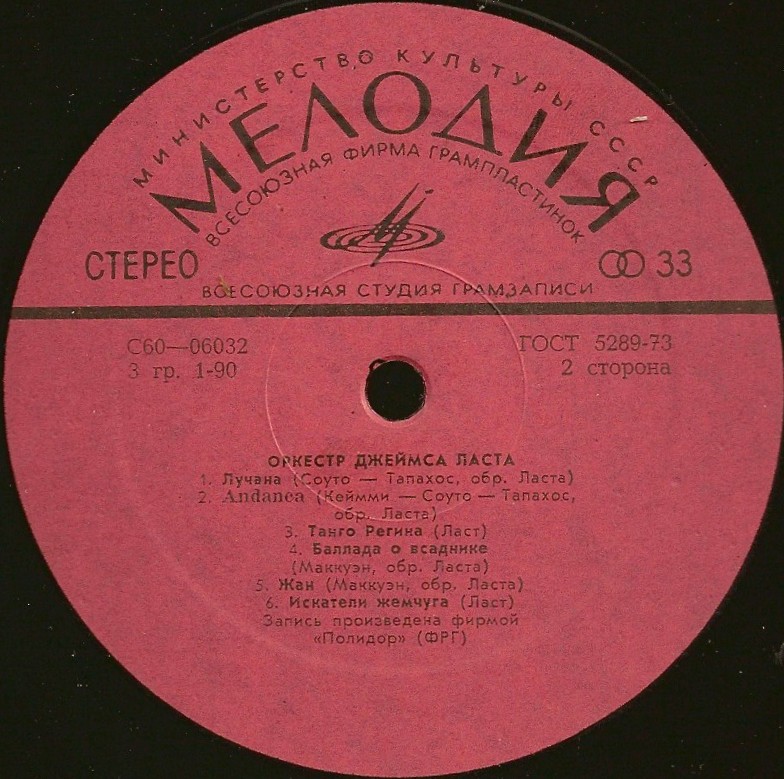 МИНИСТЕРСТВО КУЛЬТУРЫ СССР
МЕЛОДИЯ
ВСЕСОЮЗНАЯ ФИРМА ГРАМПЛАСТИНОК
СТЕРЕО
33
ВСЕСОЮЗНАЯ СТУДИЯ ГРАМЗАПИСИ
С60—06032
ГОСТ 5289-73
3 гр. 1-90
2 сторона
ОРКЕСТР ДЖЕЙМСА ЛАСТА
1. Лучана (Соуто — Тапахос, обр. Ласта)
2. Andanca (Кеймми — Соуто — Тапахос,
обр. Ласта)
3. Танго Регина (Ласт)
4. Баллада о всаднике
(Маккуэн, обр. Ласта)
5. Жан (Маккуэн, обр. Ласта)
6. Искатели жемчуга (Ласт)
Запись произведена фирмой
«Полидор» (ФРГ)